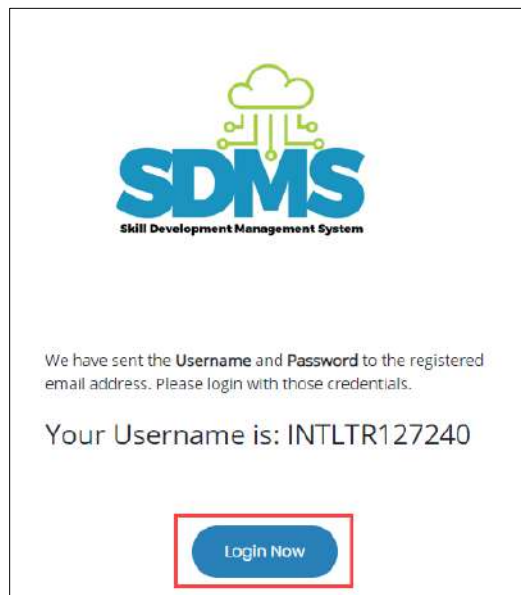 SDMS
Skill Development Management System
We have sent the Username and Password to the registered
email address. Please login with those credentials.
Your Username is: INTLTR127240
Login Now